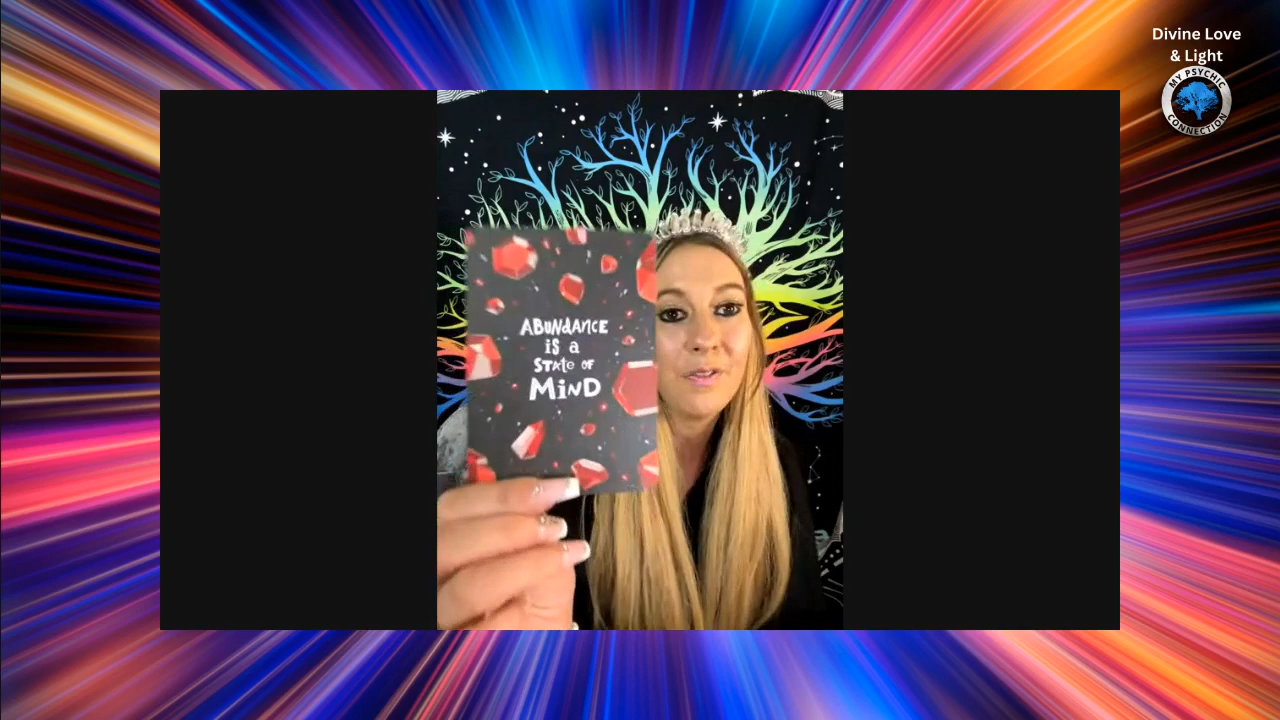 Divine Love
& Light
MY PSYCHIC
CONNECTION
ABUNDANCE
iS a
STATE OF
MiND